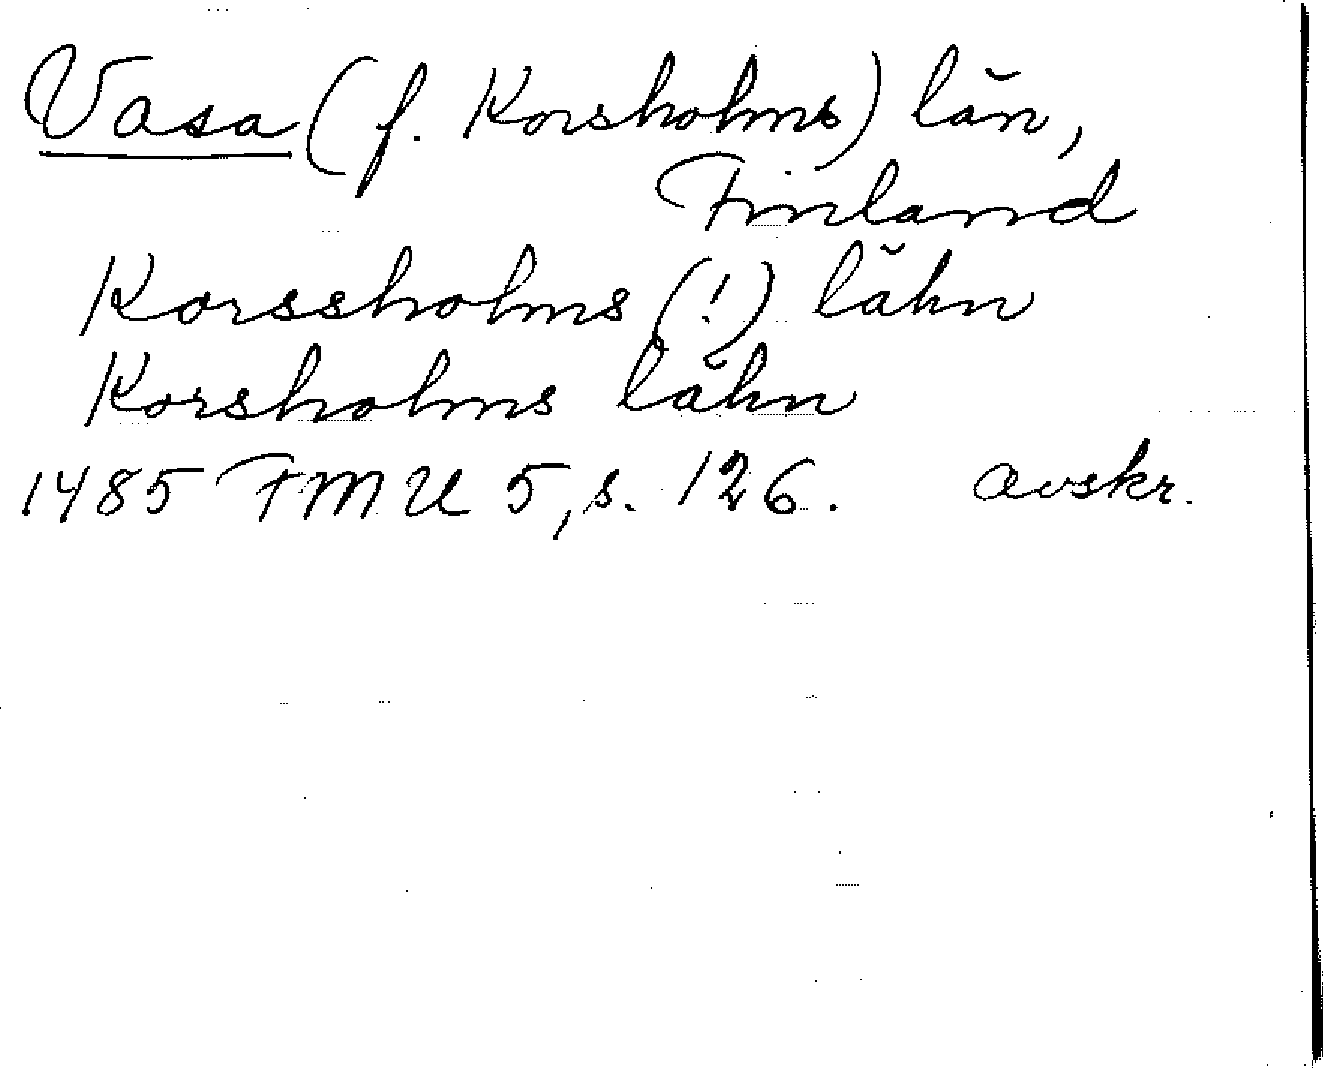 Vasa (f. Korsholms) län,
Finland
Korssholms (!) lähn
Korsholms lähn
1485 FMU 5, s. 126. avskr.